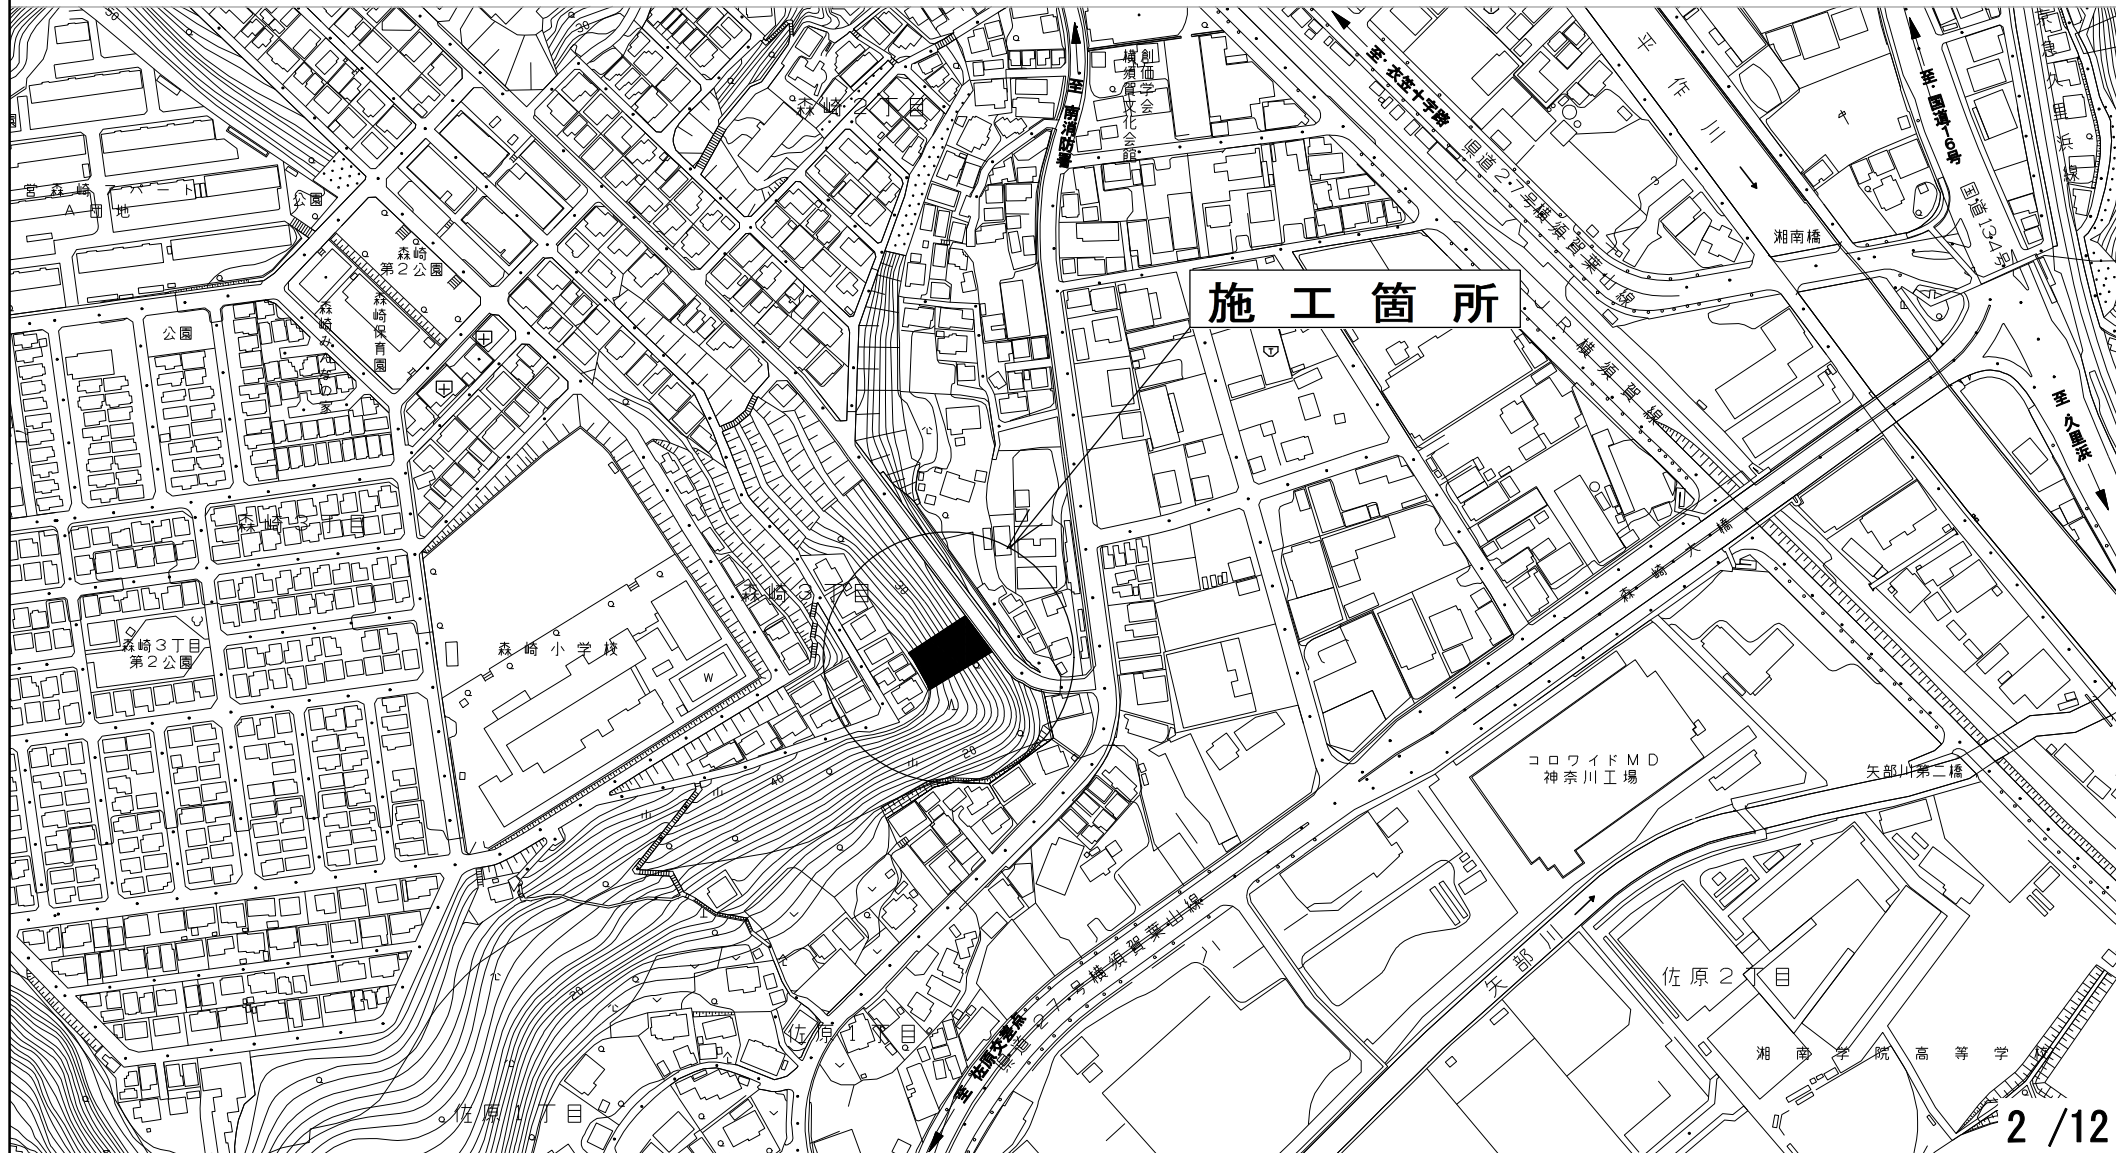 至 南消防署
創価学会
横須賀文化会館
至 衣笠十字路
平作川
至 国道16号
国道134号
久里浜線
県道27号横須賀葉山線
湘南橋
JR横須賀線
至 久里浜
森崎2丁目
営森崎アパート
A団地
公園
森崎
第2公園
森崎保育園
森崎みんなの家
公園
施工箇所
森崎3丁目
森崎3丁目
30
森崎大橋
森崎3丁目
第2公園
森崎小学校
W
20
40
コロワイドMD
神奈川工場
矢部川第二橋
県道27号横須賀葉山線
矢部川
佐原2丁目
20
佐原1丁目
至 佐原交差点
湘南学院高等学校
佐原1丁目
2 /12